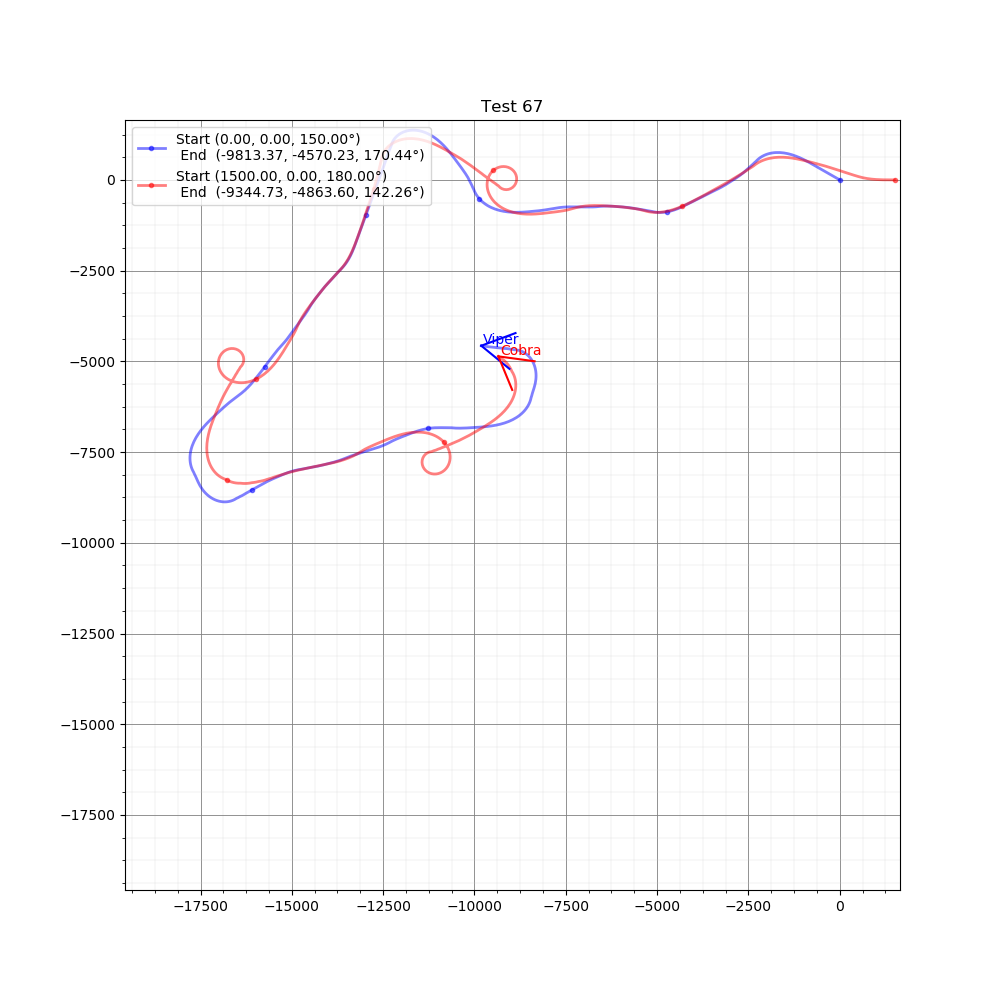 Test 67
Start (0.00, 0.00, 150.00°)
End (-9813.37, -4570.23, 170.44°)
Start (1500.00, 0.00, 180.00°)
End (-9344.73, -4863.60, 142.26°)
0
−2500
Viper
Cobra
−5000
−7500
−10000
−12500
−15000
−17500
−17500 −15000 −12500 −10000 −7500 −5000 −2500 0